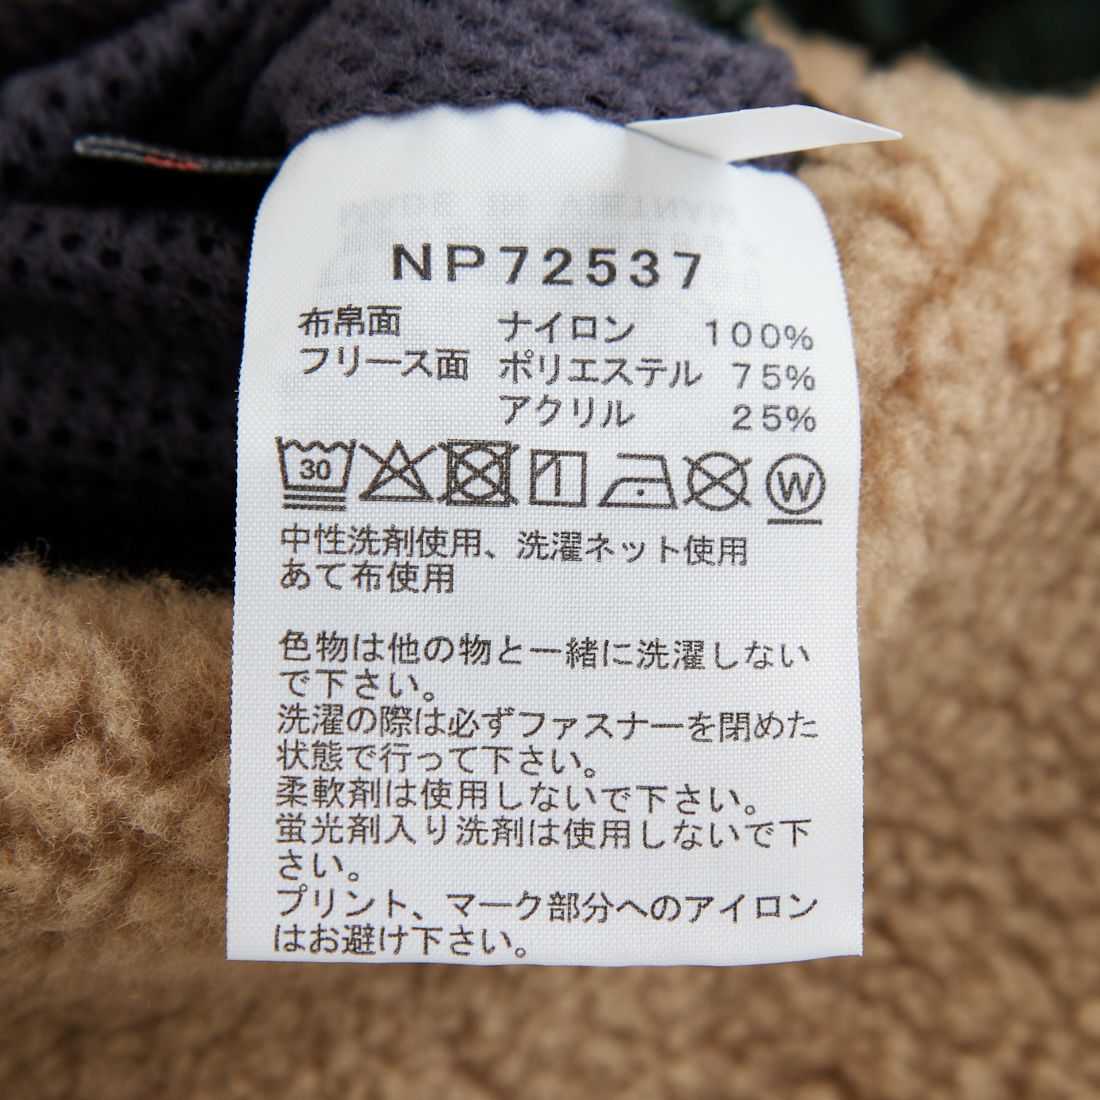 NP72537
布帛面 ナイロン 100%
フリース面 ポリエステル 75%
アクリル 25%
30 W
中性洗剤使用、洗濯ネット使用
あて布使用
色物は他の物と一緒に洗濯しない
で下さい。
洗濯の際は必ずファスナーを閉めた
状態で行って下さい。
柔軟剤は使用しないで下さい。
蛍光剤入り洗剤は使用しないで下
さい。
プリント、マーク部分へのアイロン
はお避け下さい。